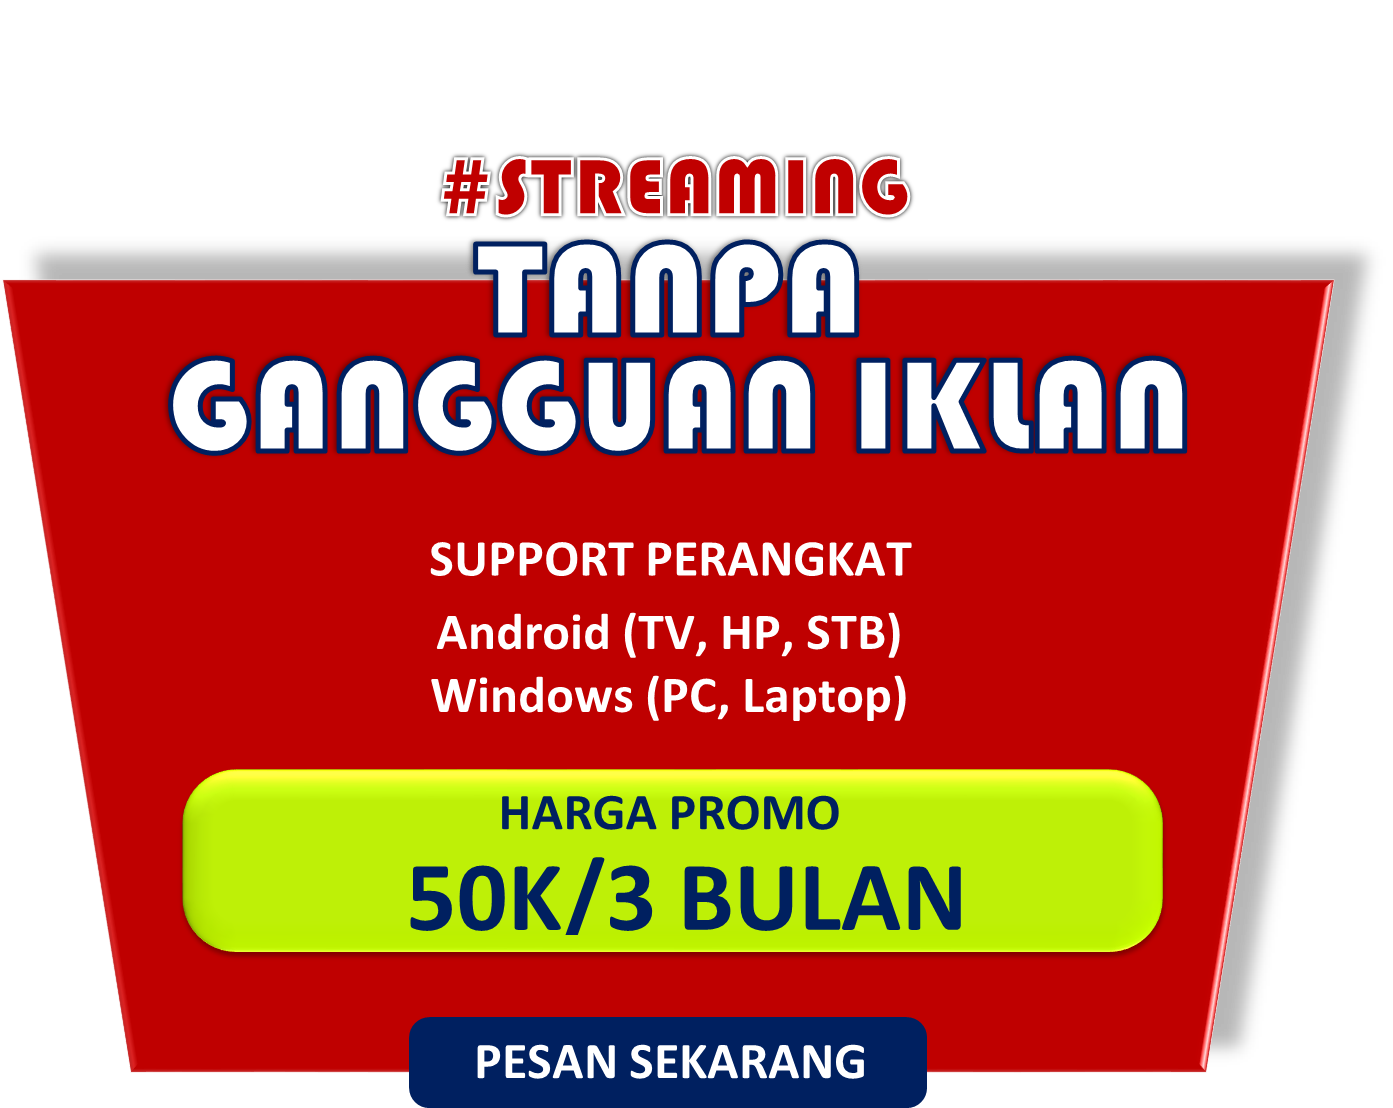 #STREAMING
TANPA
GANGGUAN IKLAN
SUPPORT PERANGKAT
Android (TV, HP, STB)
Windows (PC, Laptop)
HARGA PROMO
50K/3 BULAN
PESAN SEKARANG